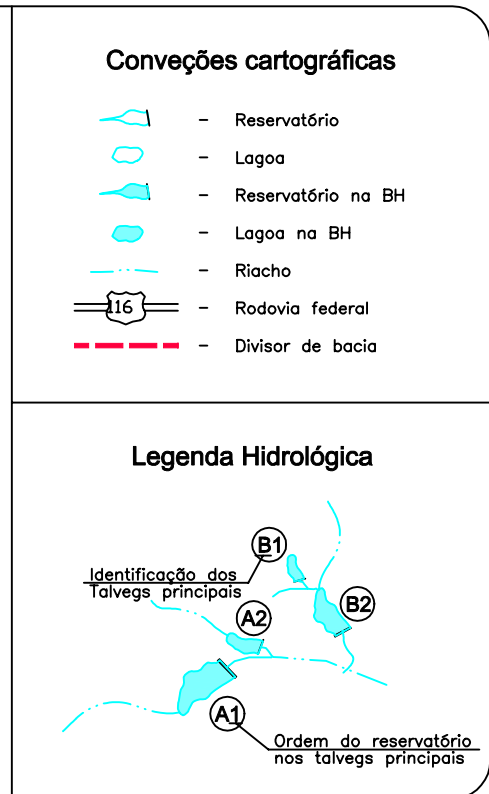 Conveções cartográficas
- Reservatório
- Lagoa
- Reservatório na BH
- Lagoa na BH
- Riacho
116 - Rodovia federal
- Divisor de bacia
Legenda Hidrológica
B1
Identificação dos
Talvegs principais
B2
A2
A1
Ordem do reservatório
nos talvegs principais